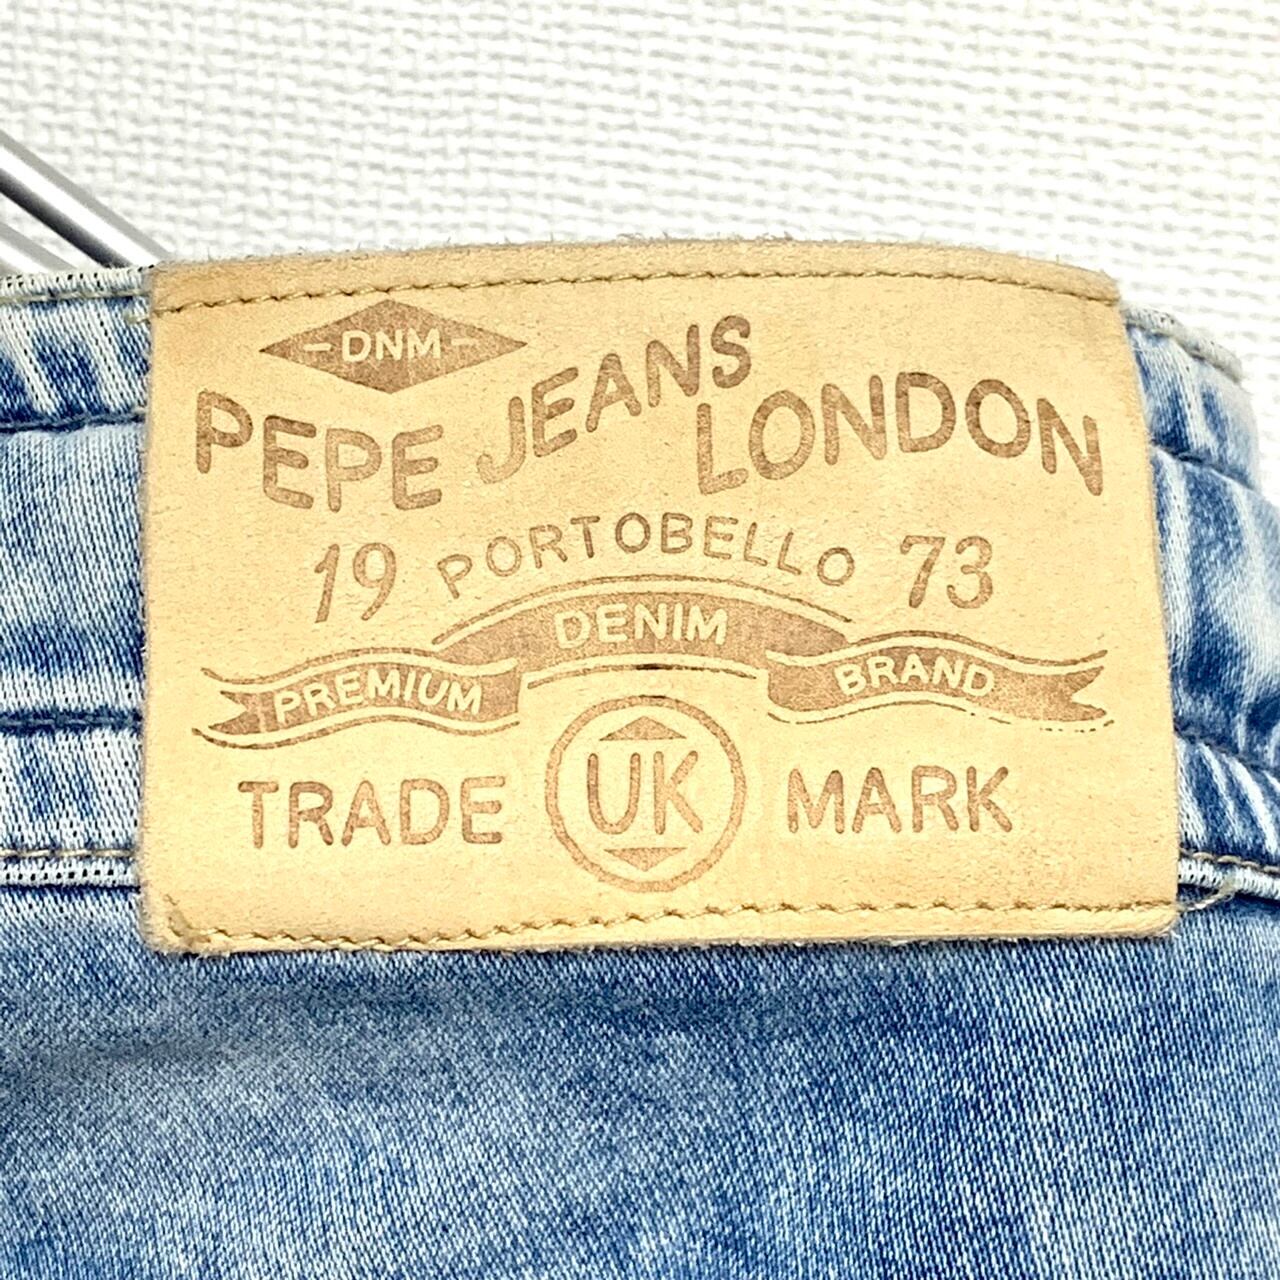 -DNM-
PEPE JEANS LONDON
19 PORTOBELLO 73
PREMIUM DENIM BRAND
TRADE UK MARK